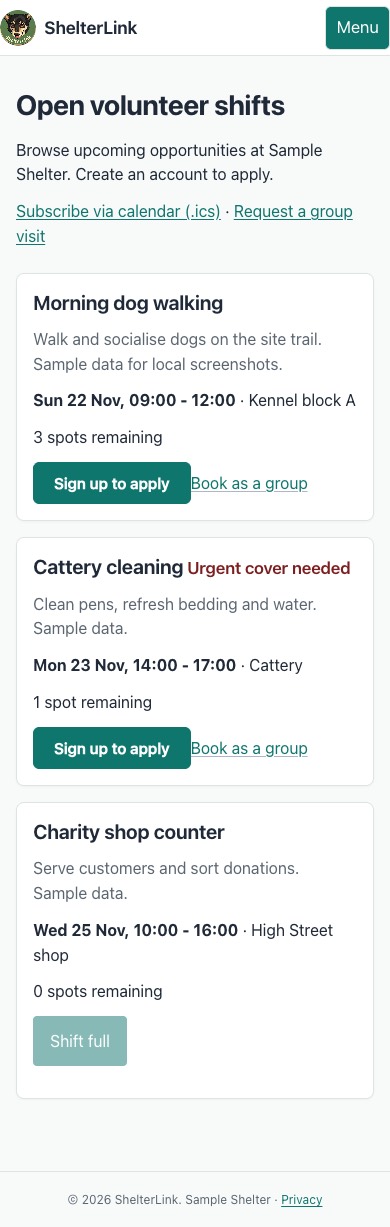 ShelterLink
Menu
Open volunteer shifts
Browse upcoming opportunities at Sample
Shelter. Create an account to apply.
Subscribe via calendar (.ics) · Request a group
visit
Morning dog walking
Walk and socialise dogs on the site trail.
Sample data for local screenshots.
Sun 22 Nov, 09:00 - 12:00 · Kennel block A
3 spots remaining
Sign up to apply Book as a group
Cattery cleaning Urgent cover needed
Clean pens, refresh bedding and water.
Sample data.
Mon 23 Nov, 14:00 - 17:00 · Cattery
1 spot remaining
Sign up to apply Book as a group
Charity shop counter
Serve customers and sort donations.
Sample data.
Wed 25 Nov, 10:00 - 16:00 · High Street
shop
0 spots remaining
Shift full
© 2026 ShelterLink. Sample Shelter · Privacy